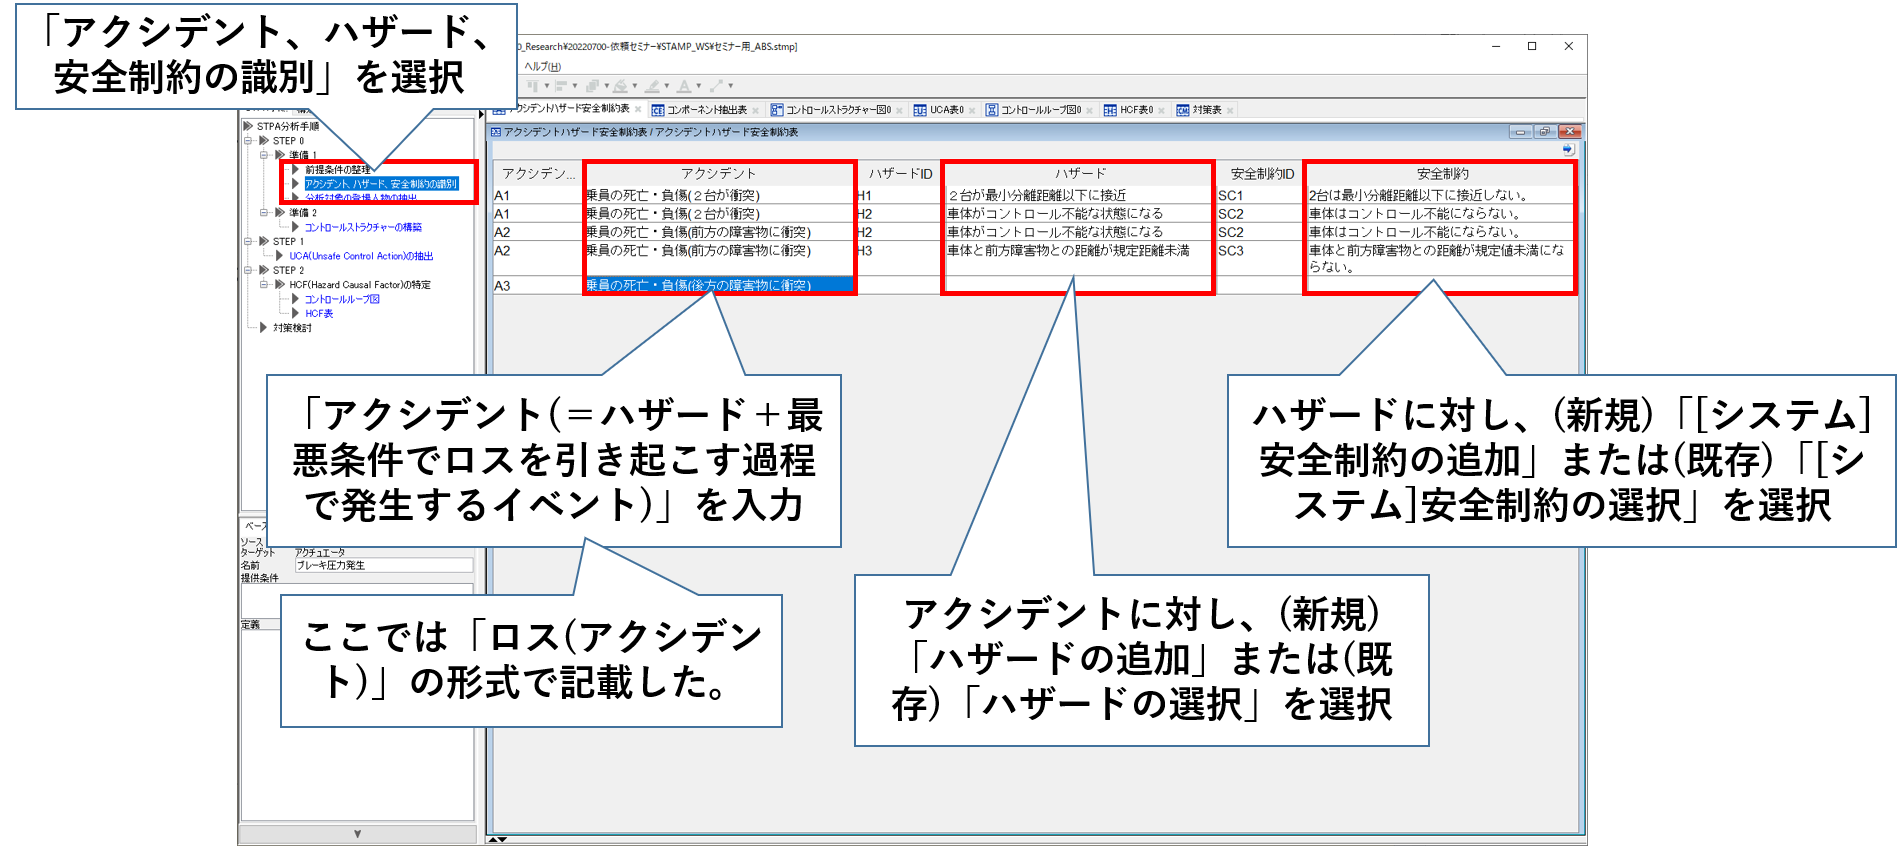 「アクシデント、ハザード、
安全制約の識別」を選択
0_Research¥20220700-依頼セミナー¥STAMP_WS¥セミナー用_ABS.stmp]
ヘルプ(H)
アクシデントハザード安全制約表
コンポーネント抽出表
コントロールストラクチャー図0
UCA表0
コントロールループ図0
HCF表0
対策表
アクシデントハザード安全制約表 / アクシデントハザード安全制約表
STPA分析手順
STEP 0
準備 1
前提条件の整理
アクシデント、ハザード、安全制約の識別
分析対象の登場人物の抽出
準備 2
コントロールストラクチャーの構築
STEP 1
UCA(Unsafe Control Action)の抽出
STEP 2
HCF(Hazard Causal Factor)の特定
コントロールループ図
HCF表
対策検討
アクシデン... アクシデント ハザードID ハザード 安全制約ID 安全制約
A1 乗員の死亡・負傷(２台が衝突) H1 ２台が最小分離距離以下に接近 SC1 2台は最小分離距離以下に接近しない。
A1 乗員の死亡・負傷(２台が衝突) H2 車体がコントロール不能な状態になる SC2 車体はコントロール不能にならない。
A2 乗員の死亡・負傷(前方の障害物に衝突) H2 車体がコントロール不能な状態になる SC2 車体はコントロール不能にならない。
A2 乗員の死亡・負傷(前方の障害物に衝突) H3 車体と前方障害物との距離が規定距離未満 SC3 車体と前方障害物との距離が規定値未満にな
らない。
A3 乗員の死亡・負傷(後方の障害物に衝突)
「アクシデント(＝ハザード＋最
悪条件でロスを引き起こす過程
で発生するイベント)」を入力
ハザードに対し、(新規)「[システム]
安全制約の追加」または(既存)「[シ
ステム]安全制約の選択」を選択
ベース
ソース
ターゲット アクチュエータ
名前 ブレーキ圧力発生
提供条件
定義
ここでは「ロス(アクシデン
ト)」の形式で記載した。
アクシデントに対し、(新規)
「ハザードの追加」または(既
存)「ハザードの選択」を選択